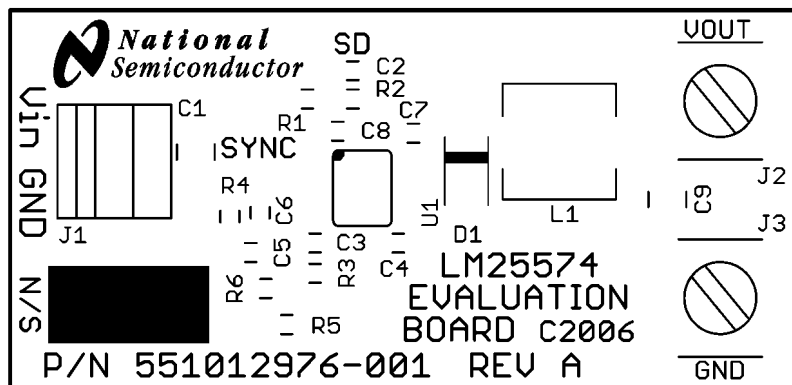 National
Semiconductor
SD
VOUT
C2
R2
Vin GND
C1
R1
C8
C7
SYNC
R4
C6
J1
U1
D1
L1
C9
J2
J3
C5
C3
R3
C4
R6
R5
N/S
LM25574
EVALUATION
BOARD C2006
P/N 551012976-001 REV A
GND